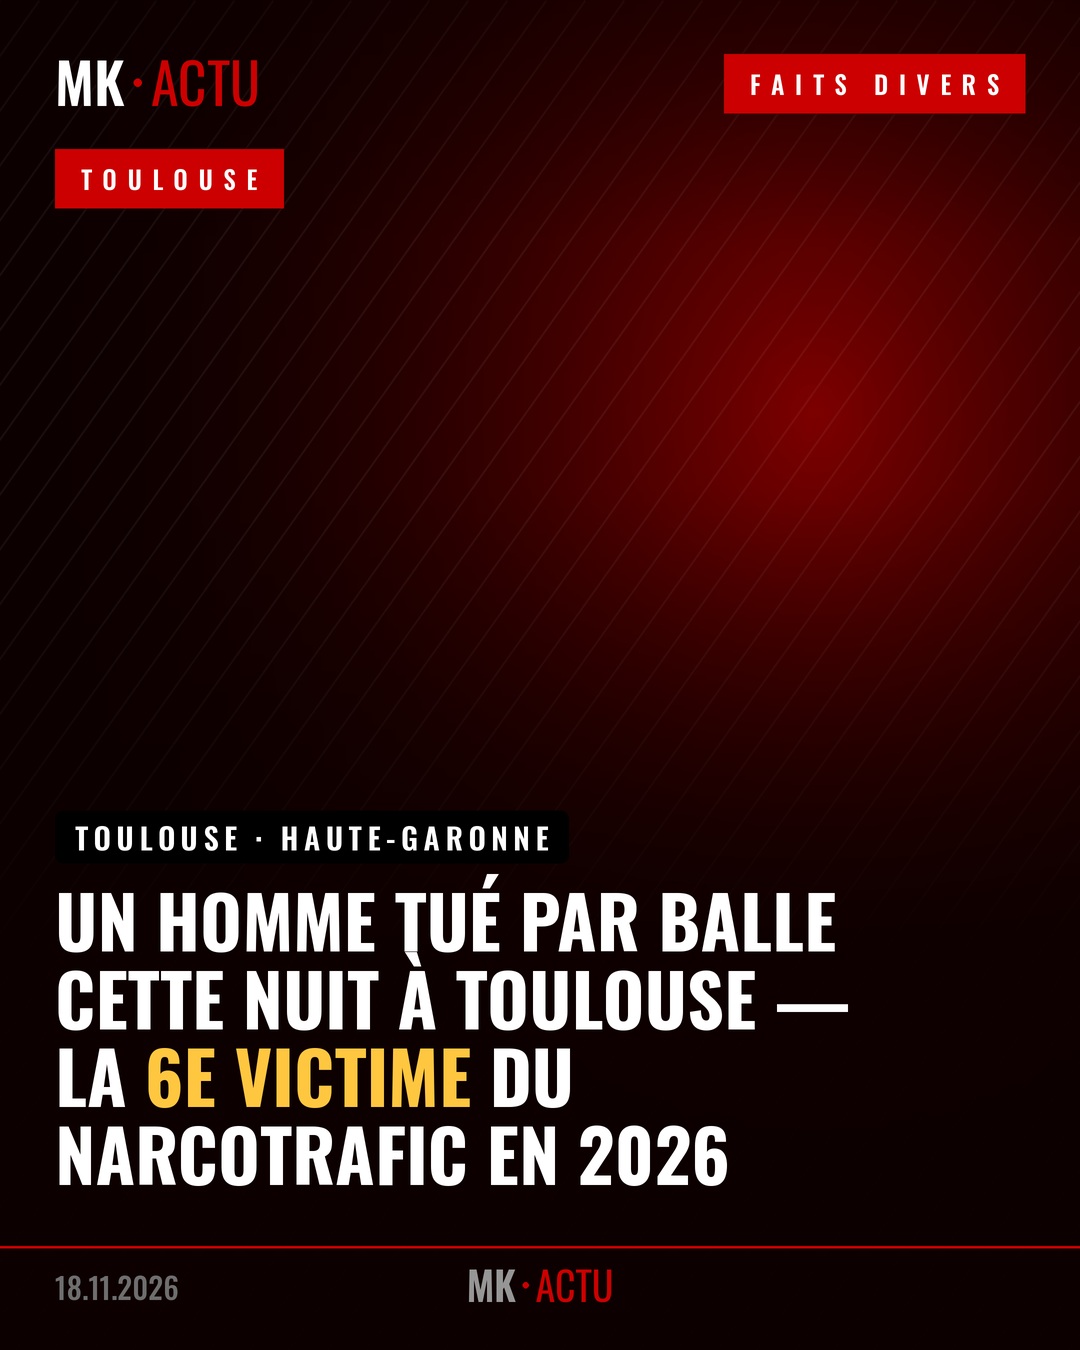 MK·ACTU
FAITS DIVERS
TOULOUSE
TOULOUSE · HAUTE-GARONNE
UN HOMME TUÉ PAR BALLE
CETTE NUIT À TOULOUSE —
LA 6E VICTIME DU
NARCOTRAFIC EN 2026
18.11.2026
MK·ACTU